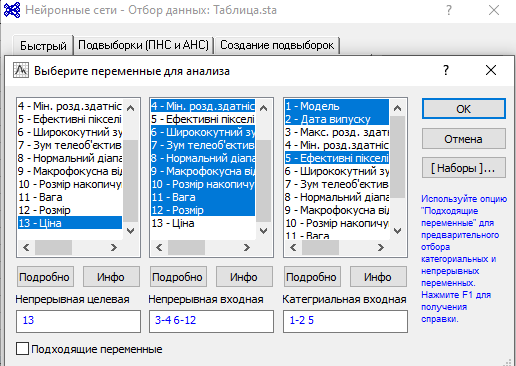 Нейронные сети - Отбор данных: Таблица.sta
Быстрый
Подвыборки (ПНС и АНС)
Создание подвыборок
Выберите переменные для анализа
?
4 - Мін. розд.здатніс
5 - Ефективні пікселі
6 - Ширококутний зу
7 - Зум телеоб'ектив
8 - Нормальний діапа
9 - Макрофокусна від
10 - Розмір накопичу
11 - Вага
12 - Розмір
13 - Ціна
4 - Мін. розд.здатніс
5 - Ефективні пікселі
6 - Ширококутний зу
7 - Зум телеоб'ектив
8 - Нормальний діапа
9 - Макрофокусна від
10 - Розмір накопичу
11 - Вага
12 - Розмір
13 - Ціна
1 - Модель
2 - Дата випуску
3 - Макс. розд.здатн
4 - Мін. розд.здатніс
5 - Ефективні пікселі
6 - Ширококутний зу
7 - Зум телеоб'ектив
8 - Нормальний діапа
9 - Макрофокусна від
10 - Розмір накопичу
11 - Вага
OK
Отмена
[ Наборы ]...
Используйте опцию
"Подходящие
переменные" для
предварительного
отбора
категориальных и
непрерывных
переменных.
Нажмите F1 для
получения
справки.
Подробно
Инфо
Подробно
Инфо
Подробно
Инфо
Непрерывная целевая
Непрерывная входная
Категриальная входная
13
3-4 6-12
1-2 5
Подходящие переменные